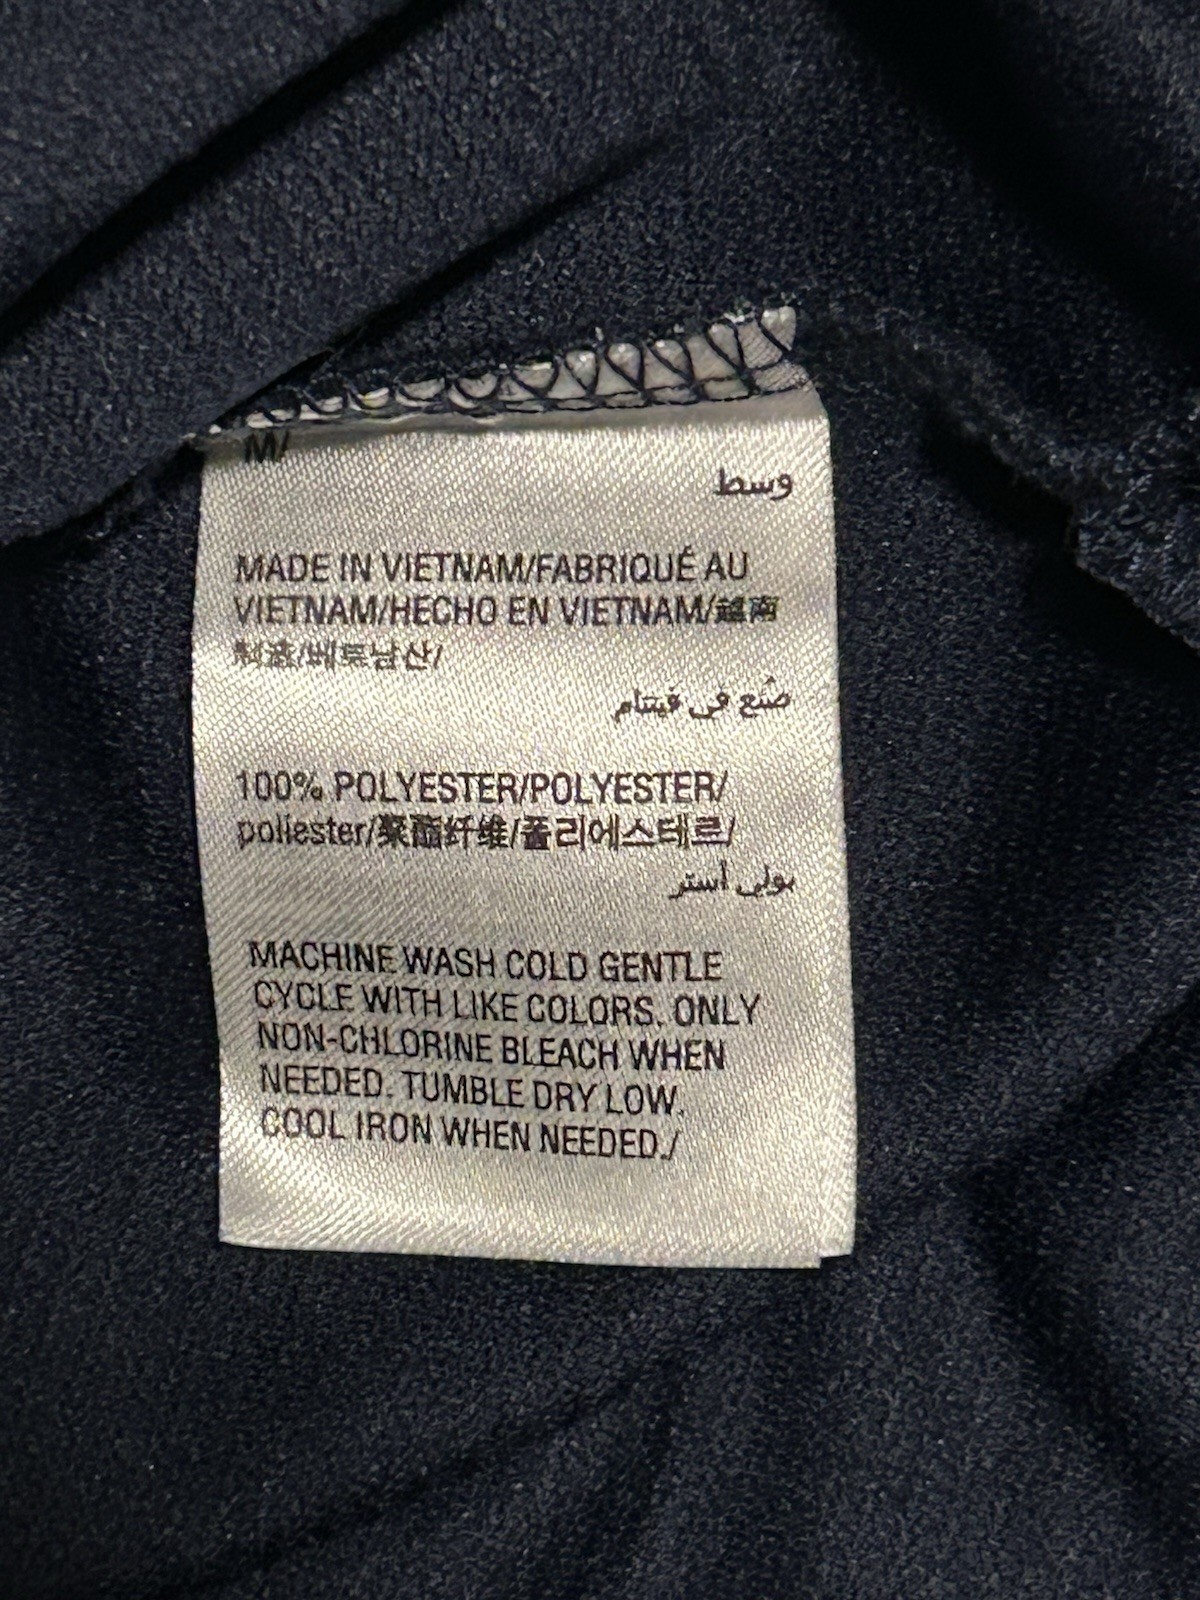 M/
وسط
MADE IN VIETNAM/FABRIQUÉ AU
VIETNAM/HECHO EN VIETNAM/越南
制造/베트남산/
صُنع في فيتنام
100% POLYESTER/POLYESTER/
poliester/聚酯纤维/폴리에스테르/
بولي أستر
MACHINE WASH COLD GENTLE
CYCLE WITH LIKE COLORS. ONLY
NON-CHLORINE BLEACH WHEN
NEEDED. TUMBLE DRY LOW.
COOL IRON WHEN NEEDED./